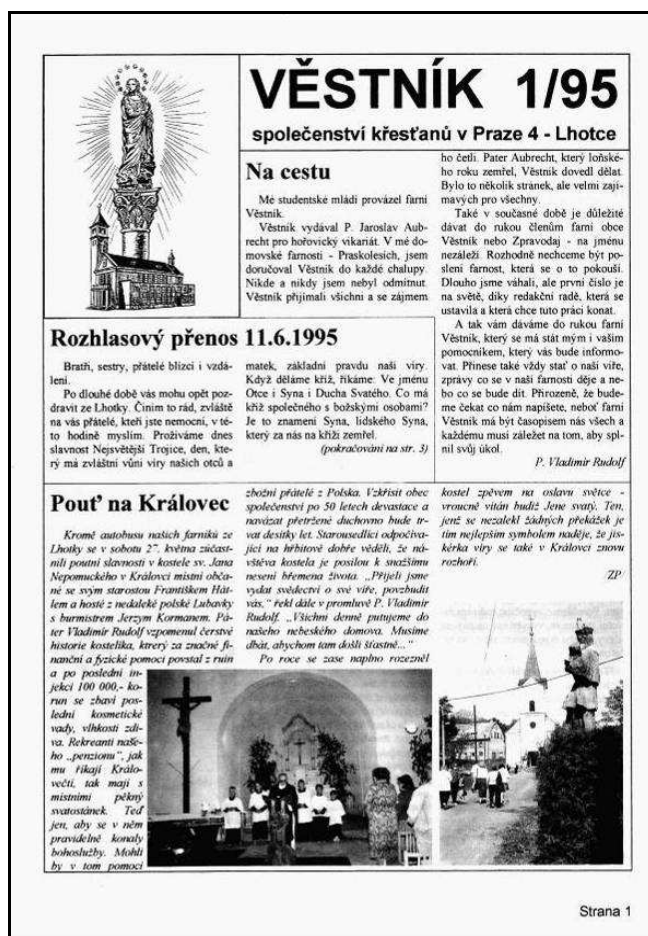 VĚSTNÍK 1/95
společenství křesťanů v Praze 4 - Lhotce
Na cestu
Mé studentské mládí provázel farní
Věstník.
Věstník vydával P. Jaroslav Aub-
recht pro hořovický vikariát. V mé do-
movské farnosti - Praskolesích, jsem
doručoval Věstník do každé chalupy.
Nikde a nikdy jsem nebyl odmítnut.
Věstník přijímali všichni a se zájmem
ho četli. Pater Aubrecht, který loňské-
ho roku zemřel, Věstník dovedl dělat.
Bylo to několik stránek, ale velmi zají-
mavých pro všechny.
Také v současné době je důležité
dávat do rukou členům farní obce
Věstník nebo Zpravodaj - na jménu
nezáleží. Rozhodně nechceme být po-
slení farnost, která se o to pokouší.
Dlouho jsme váhali, ale první číslo je
na světě, díky redakční radě, která se
ustavila a která chce tuto práci konat.
A tak vám dáváme do rukou farní
Věstník, který se má stát mým i vaším
pomocníkem, který vás bude informo-
vat. Přinese také vždy stať o naší víře,
zprávy co se v naší farnosti děje a ne-
bo co se bude dít. Přirozeně, že bude-
me čekat co nám napíšete, neboť farní
Věstník má být časopisem nás všech a
každému musí záležet na tom, aby spl-
nil svůj úkol.
P. Vladimír Rudolf
Rozhlasový přenos 11.6.1995
Bratři, sestry, přátelé blízcí i vzdá-
lení.
Po dlouhé době vás mohu opět po-
zdravit ze Lhotky. Činím to rád, zvláště
na vás přátelé, kteří jste nemocní, v té-
to hodině myslím. Prožíváme dnes
slavnost Nejsvětější Trojice, den, kte-
rý má zvláštní vůni víry našich otců a
matek, základní pravdu naší víry.
Když děláme kříž, říkáme: Ve jménu
Otce i Syna i Ducha Svatého. Co má
kříž společného s božskými osobami?
Je to znamení Syna, lidského Syna,
který za nás na kříži zemřel.
(pokračování na str. 3)
Pouť na Královec
Kromě autobusu našich farníků ze
Lhotky se v sobotu 27. května zúčast-
nili poutní slavnosti v kostele sv. Jana
Nepomuckého v Královci místní obča-
né se svým starostou Františkem Hát-
lem a hosté z nedaleké polské Lubavky
s burmistrem Jerzym Kormanem. Pá-
ter Vladimír Rudolf vzpomenul čerstvé
historie kostelíka, ktrerý za značné fi-
nanční a fyzické pomoci povstal z ruin
a po poslední in-
jekci 100 000,- ko-
run se zbaví pos-
lední kosmetické
vady, vlhkosti zdi-
va. Rekreanti naše-
ho „penzionu", jak
mu říkají Králo-
večtí, tak mají s
místními pěkný
svatostánek. Teď
jen, aby se v něm
pravidelně konaly
bohoslužby. Mohli
by v tom pomoci
zbožní přátelé z Polska. Vzkřísit obec
společenství po 50 letech devastace a
navázat přetržené duchovno bude tr-
vat desítky let. Starousedlíci odpočíva-
jící na hřbitově dobře věděli, že ná-
vštěva kostela je posilou k snažšímu
nesení břemena života. „Přijeli jsme
vydat svědectví o své víře, povzbudit
vás," řekl dále v promluvě P. Vladimír
Rudolf. „Všichni denně putujeme do
našeho nebeského domova. Musíme
dbát, abychom tam došli šťastně..."
Po roce se zase naplno rozezněl
kostel zpěvem na oslavu světce -
vroucně vítán budiž Jene svatý. Ten,
jenž se nezalekl žádných překážek je
tím nejlepším symbolem naděje, že jis-
kérka víry se také v Královci znovu
rozhoří.
ZP
Strana 1